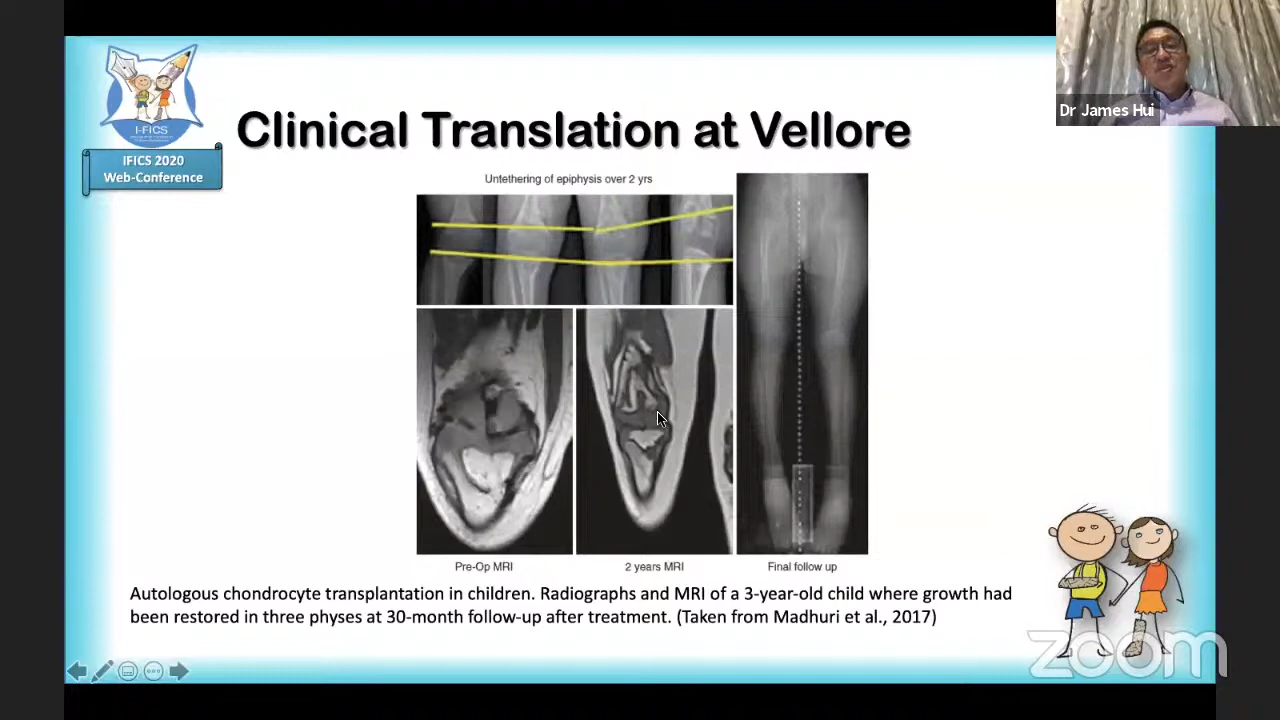 Dr James Hui
I-FICS
IFICS 2020
Web-Conference
Clinical Translation at Vellore
Untethering of epiphysis over 2 yrs
Pre-Op MRI
2 years MRI
Final follow up
Autologous chondrocyte transplantation in children. Radiographs and MRI of a 3-year-old child where growth had
been restored in three physes at 30-month follow-up after treatment. (Taken from Madhuri et al., 2017)
zoom